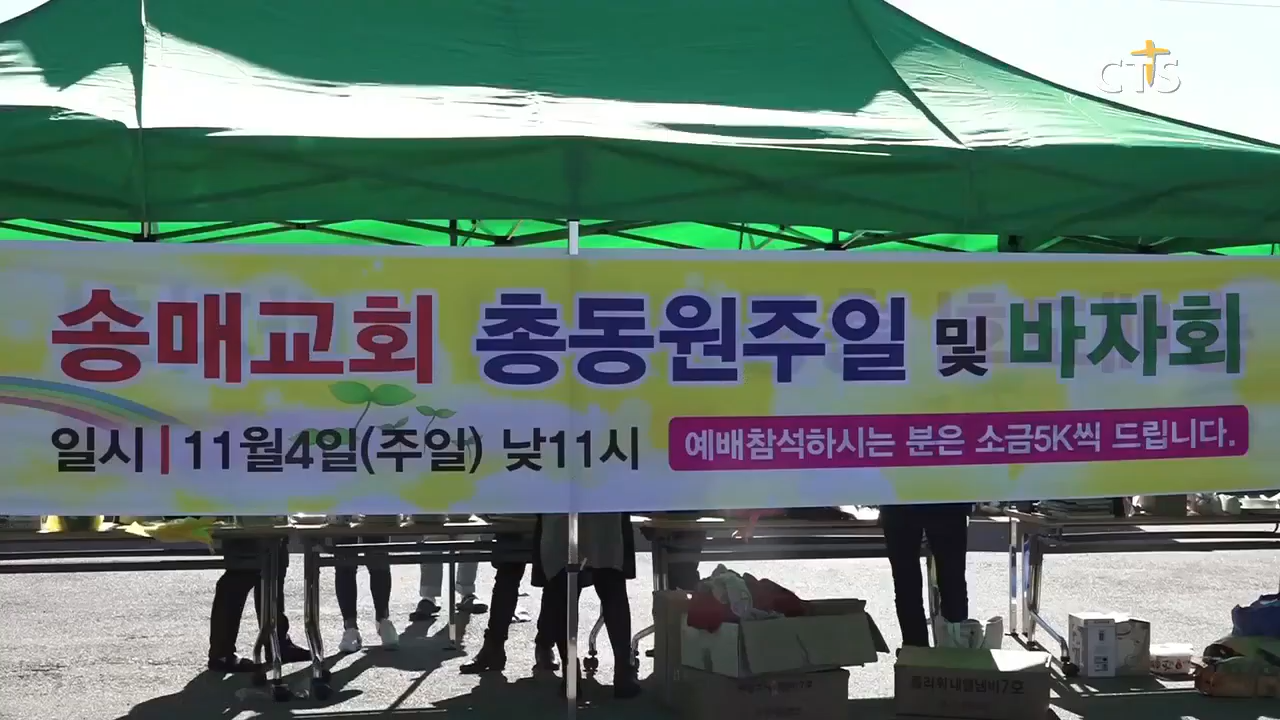 CTS
송매교회 총동원주일 및 바자회
일시 | 11월4일(주일) 낮11시
예배참석하시는 분은 소금5K씩 드립니다.